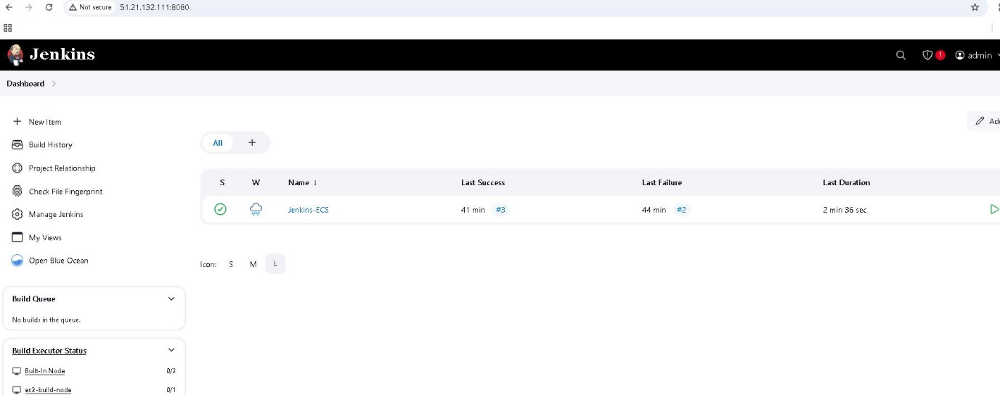 Not secure 51.21.132.111:8080
Jenkins
1 admin
Dashboard
New Item
Build History
Project Relationship
Check File Fingerprint
Manage Jenkins
My Views
Open Blue Ocean
Build Queue
No builds in the queue.
Build Executor Status
Built-In Node 0/2
ec2-build-node 0/1
All +
S W Name ↓ Last Success Last Failure Last Duration
Jenkins-ECS 41 min #3 44 min #2 2 min 36 sec
Icon: S M L